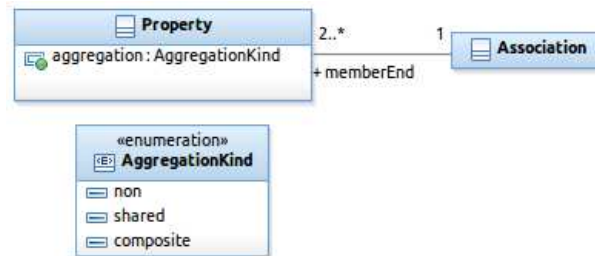 Property
aggregation : AggregationKind
2..*
1
+ memberEnd
Association
«enumeration»
<E> AggregationKind
non
shared
composite